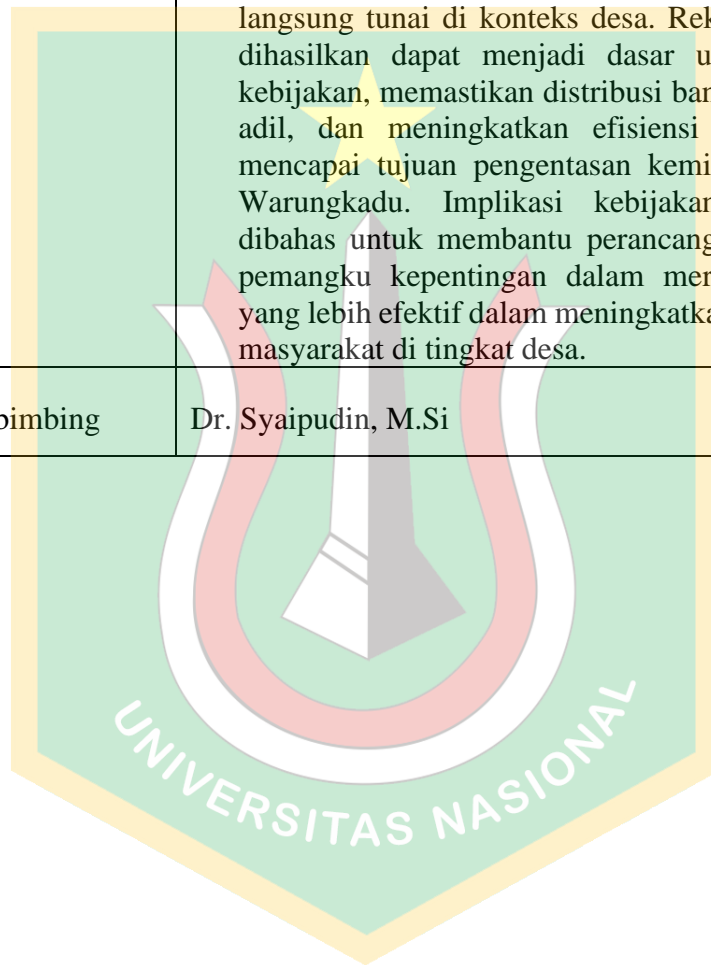 langsung tunai di konteks desa. Rek
dihasilkan dapat menjadi dasar u
kebijakan, memastikan distribusi ban
adil, dan meningkatkan efisiensi
mencapai tujuan pengentasan kemi
Warungkadu. Implikasi kebijakan
dibahas untuk membantu perancang
pemangku kepentingan dalam mer
yang lebih efektif dalam meningkatka
masyarakat di tingkat desa.
bimbing Dr. Syaipudin, M.Si
UNIVERSITAS NASIONAL